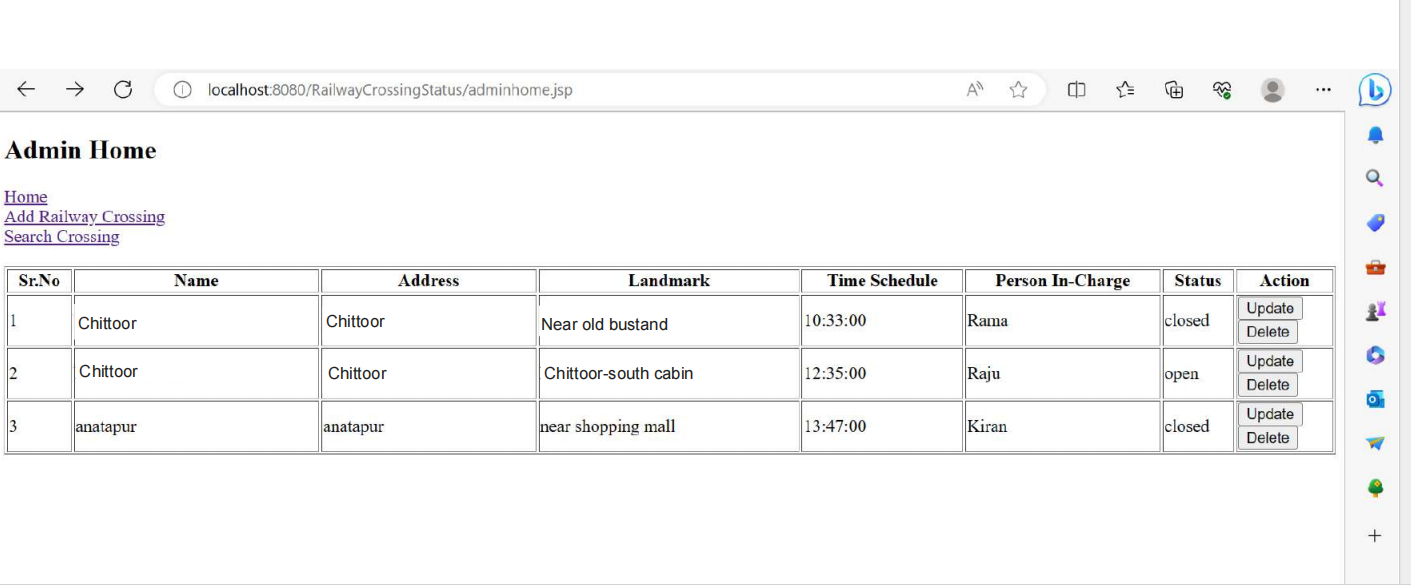 localhost:8080/RailwayCrossingStatus/adminhome.jsp
Admin Home
Home
Add Railway Crossing
Search Crossing
Sr.No Name Address Landmark Time Schedule Person In-Charge Status Action
1 Chittoor Chittoor Near old bustand 10:33:00 Rama closed Update Delete
2 Chittoor Chittoor Chittoor-south cabin 12:35:00 Raju open Update Delete
3 anatapur anatapur near shopping mall 13:47:00 Kiran closed Update Delete